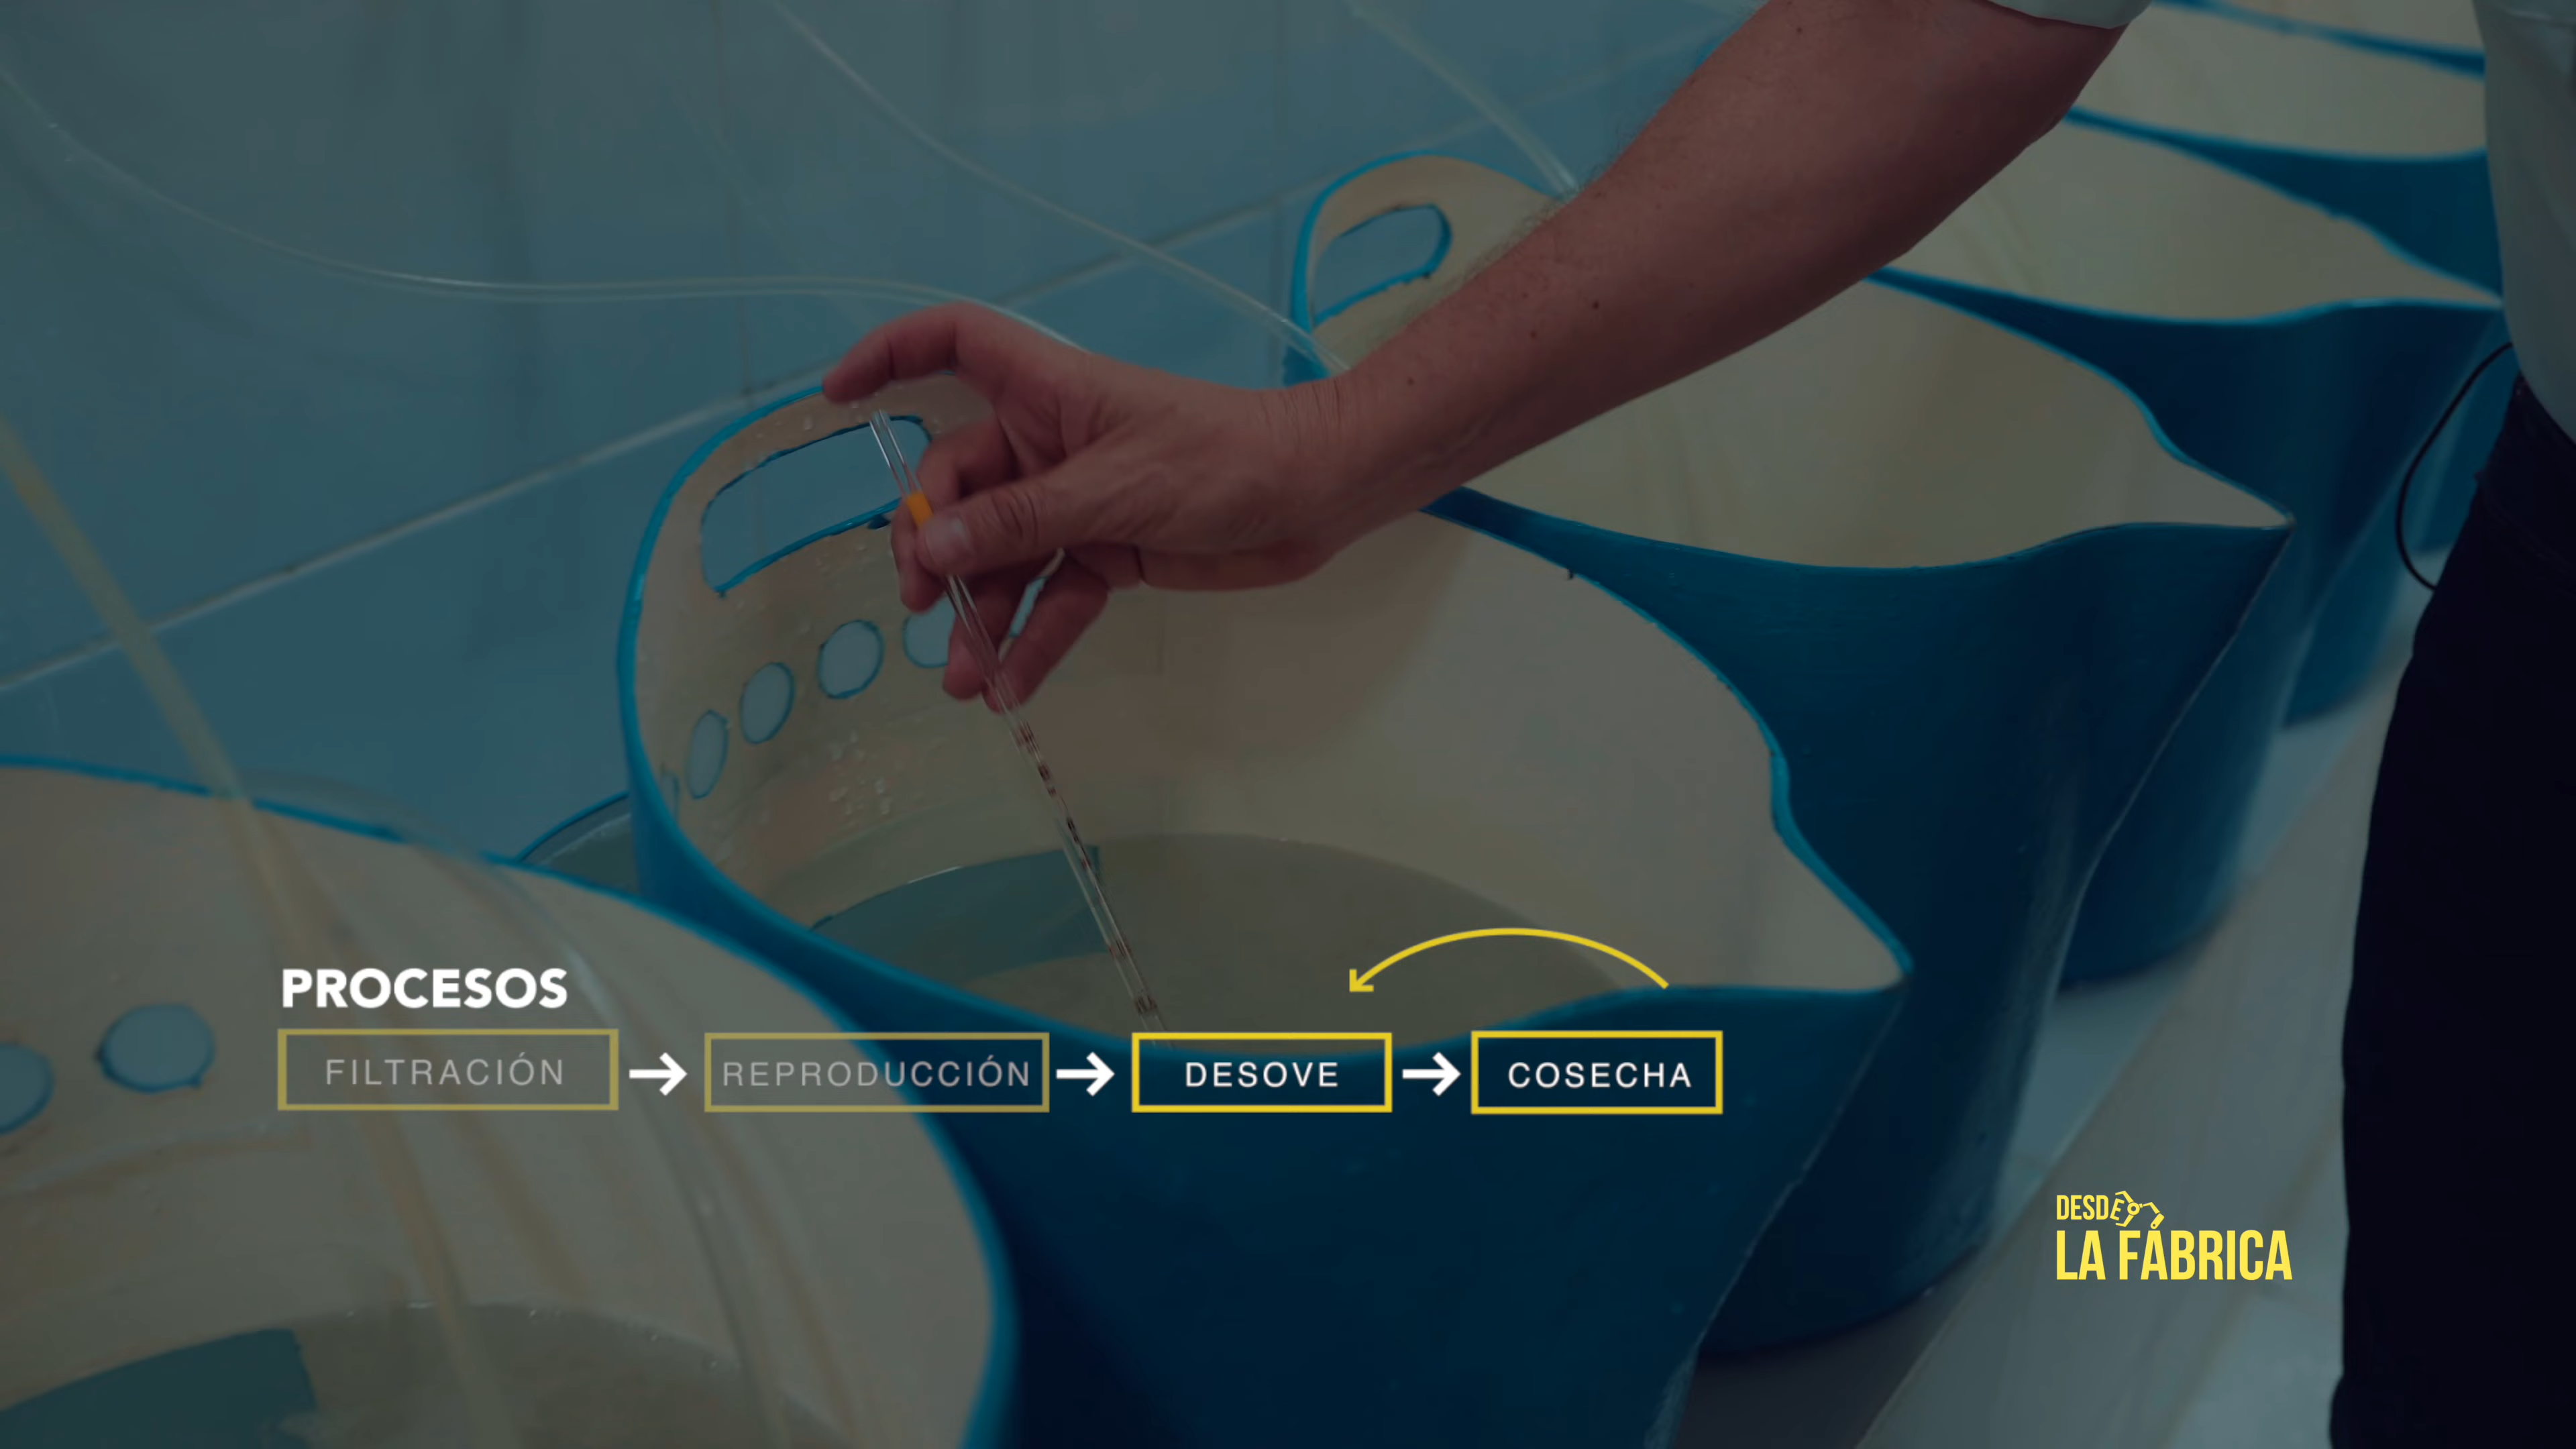 PROCESOS
FILTRACIÓN → REPRODUCCIÓN → DESOVE → COSECHA
DESDE
LA FÁBRICA